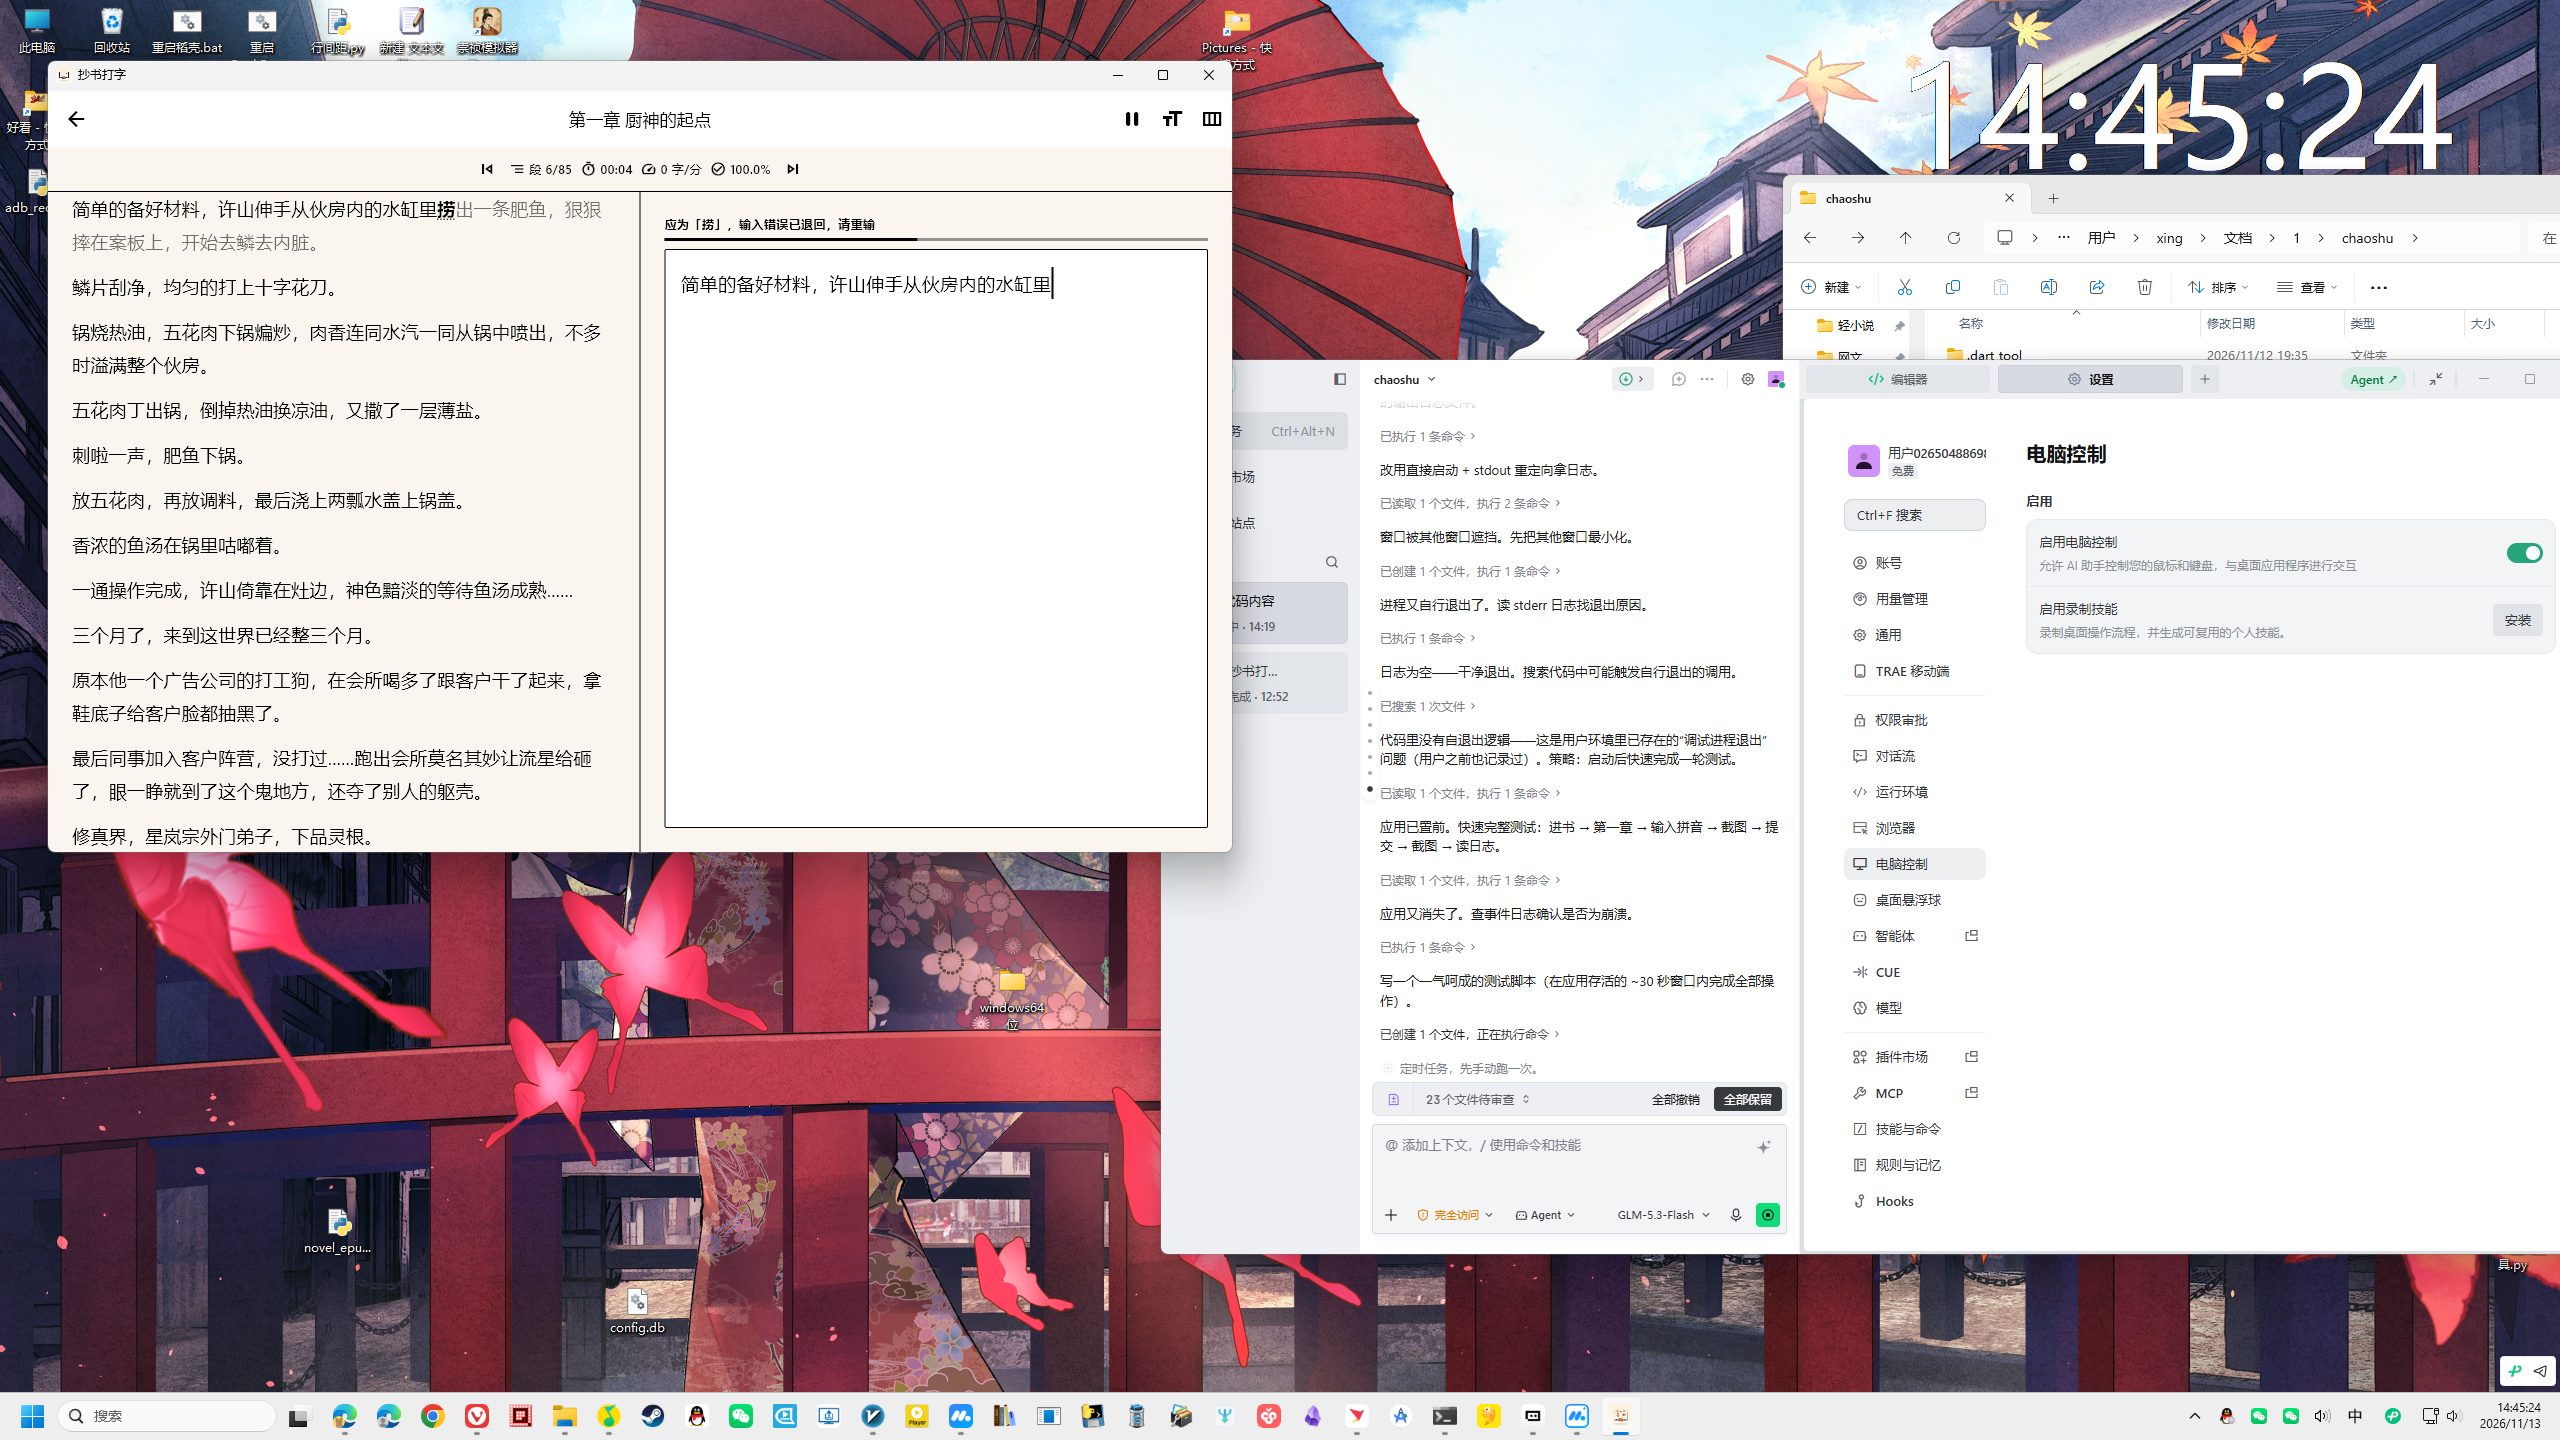 此电脑
回收站
重启稻壳.bat
重启
行间距.py
新建 文本文
崇祯模拟器
Pictures - 快
捷方式
14:45:24
好看 - 快
方式
adb_rec
抄书打字
第一章 厨神的起点
段 6/85
00:04
0 字/分
100.0%
简单的备好材料，许山伸手从伙房内的水缸里捞出一条肥鱼，狠狠
摔在案板上，开始去鳞去内脏。
鳞片刮净，均匀的打上十字花刀。
锅烧热油，五花肉下锅煸炒，肉香连同水汽一同从锅中喷出，不多
时溢满整个伙房。
五花肉丁出锅，倒掉热油换凉油，又撒了一层薄盐。
刺啦一声，肥鱼下锅。
放五花肉，再放调料，最后浇上两瓢水盖上锅盖。
香浓的鱼汤在锅里咕嘟着。
一通操作完成，许山倚靠在灶边，神色黯淡的等待鱼汤成熟……
三个月了，来到这世界已经整三个月。
原本他一个广告公司的打工狗，在会所喝多了跟客户干了起来，拿
鞋底子给客户脸都抽黑了。
最后同事加入客户阵营，没打过……跑出会所莫名其妙让流星给砸
了，眼一睁就到了这个鬼地方，还夺了别人的躯壳。
修真界，星岚宗外门弟子，下品灵根。
应为「捞」，输入错误已退回，请重输
简单的备好材料，许山伸手从伙房内的水缸里
chaoshu
用户
xing
文档
1
chaoshu
在
新建
排序
查看
轻小说
网文
名称
修改日期
类型
大小
.dart_tool
2026/11/12 19:35
文件夹
务
Ctrl+Alt+N
市场
站点
代码内容
中 · 14:19
抄书打...
完成 · 12:52
chaoshu
的输出日志文件。
已执行 1 条命令
改用直接启动 + stdout 重定向拿日志。
已读取 1 个文件，执行 2 条命令
窗口被其他窗口遮挡。先把其他窗口最小化。
已创建 1 个文件，执行 1 条命令
进程又自行退出了。读 stderr 日志找退出原因。
已执行 1 条命令
日志为空——干净退出。搜索代码中可能触发自行退出的调用。
已搜索 1 次文件
代码里没有自退出逻辑——这是用户环境里已存在的“调试进程退出”
问题（用户之前也记录过）。策略：启动后快速完成一轮测试。
已读取 1 个文件，执行 1 条命令
应用已置前。快速完整测试：进书 → 第一章 → 输入拼音 → 截图 → 提
交 → 截图 → 读日志。
已读取 1 个文件，执行 1 条命令
应用又消失了。查事件日志确认是否为崩溃。
已执行 1 条命令
写一个一气呵成的测试脚本（在应用存活的 ~30 秒窗口内完成全部操
作）。
已创建 1 个文件，正在执行命令
定时任务，先手动跑一次。
23 个文件待审查
全部撤销
全部保留
@ 添加上下文，/ 使用命令和技能
完全访问
Agent
GLM-5.3-Flash
编辑器
设置
Agent
用户02650488698
免费
Ctrl+F 搜索
账号
用量管理
通用
TRAE 移动端
权限审批
对话流
运行环境
浏览器
电脑控制
桌面悬浮球
智能体
CUE
模型
插件市场
MCP
技能与命令
规则与记忆
Hooks
电脑控制
启用
启用电脑控制
允许 AI 助手控制您的鼠标和键盘，与桌面应用程序进行交互
启用录制技能
录制桌面操作流程，并生成可复用的个人技能。
安装
windows64
位
novel_epu...
config.db
具.py
搜索
Player
中
14:45:24
2026/11/13